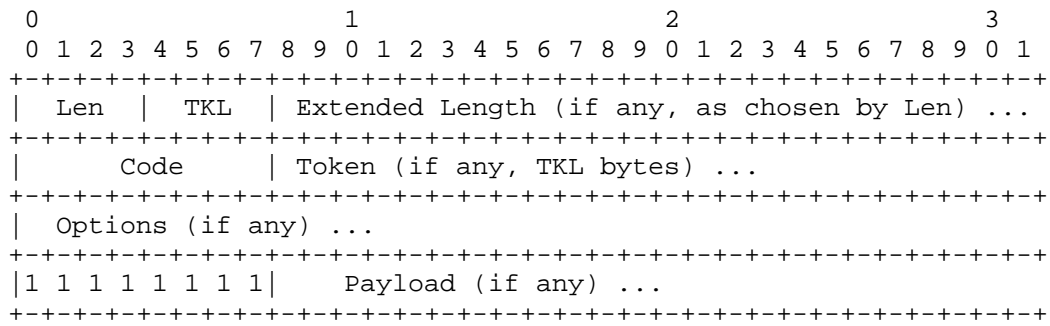 0                   1                   2                   3
 0 1 2 3 4 5 6 7 8 9 0 1 2 3 4 5 6 7 8 9 0 1 2 3 4 5 6 7 8 9 0 1
+-+-+-+-+-+-+-+-+-+-+-+-+-+-+-+-+-+-+-+-+-+-+-+-+-+-+-+-+-+-+-+-+
|  Len  |  TKL  | Extended Length (if any, as chosen by Len) ...
+-+-+-+-+-+-+-+-+-+-+-+-+-+-+-+-+-+-+-+-+-+-+-+-+-+-+-+-+-+-+-+-+
|      Code     | Token (if any, TKL bytes) ...
+-+-+-+-+-+-+-+-+-+-+-+-+-+-+-+-+-+-+-+-+-+-+-+-+-+-+-+-+-+-+-+-+
|  Options (if any) ...
+-+-+-+-+-+-+-+-+-+-+-+-+-+-+-+-+-+-+-+-+-+-+-+-+-+-+-+-+-+-+-+-+
|1 1 1 1 1 1 1 1|    Payload (if any) ...
+-+-+-+-+-+-+-+-+-+-+-+-+-+-+-+-+-+-+-+-+-+-+-+-+-+-+-+-+-+-+-+-+